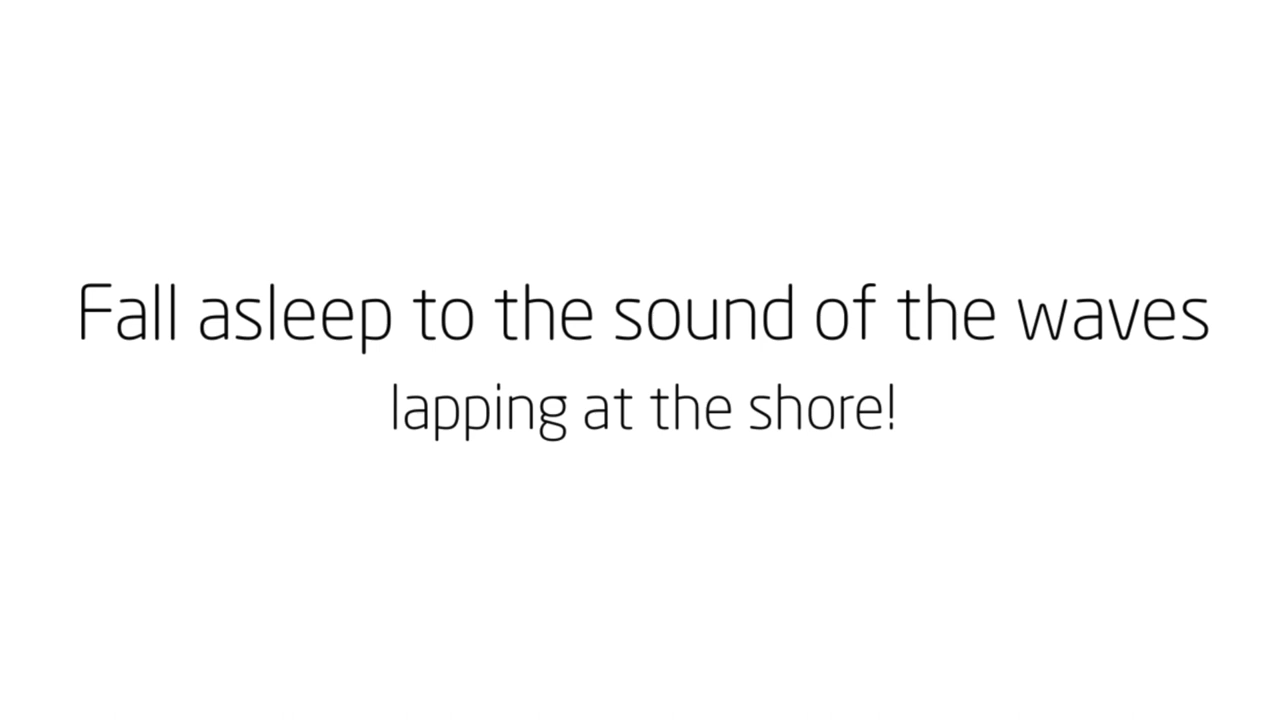 Fall asleep to the sound of the waves
lapping at the shore!